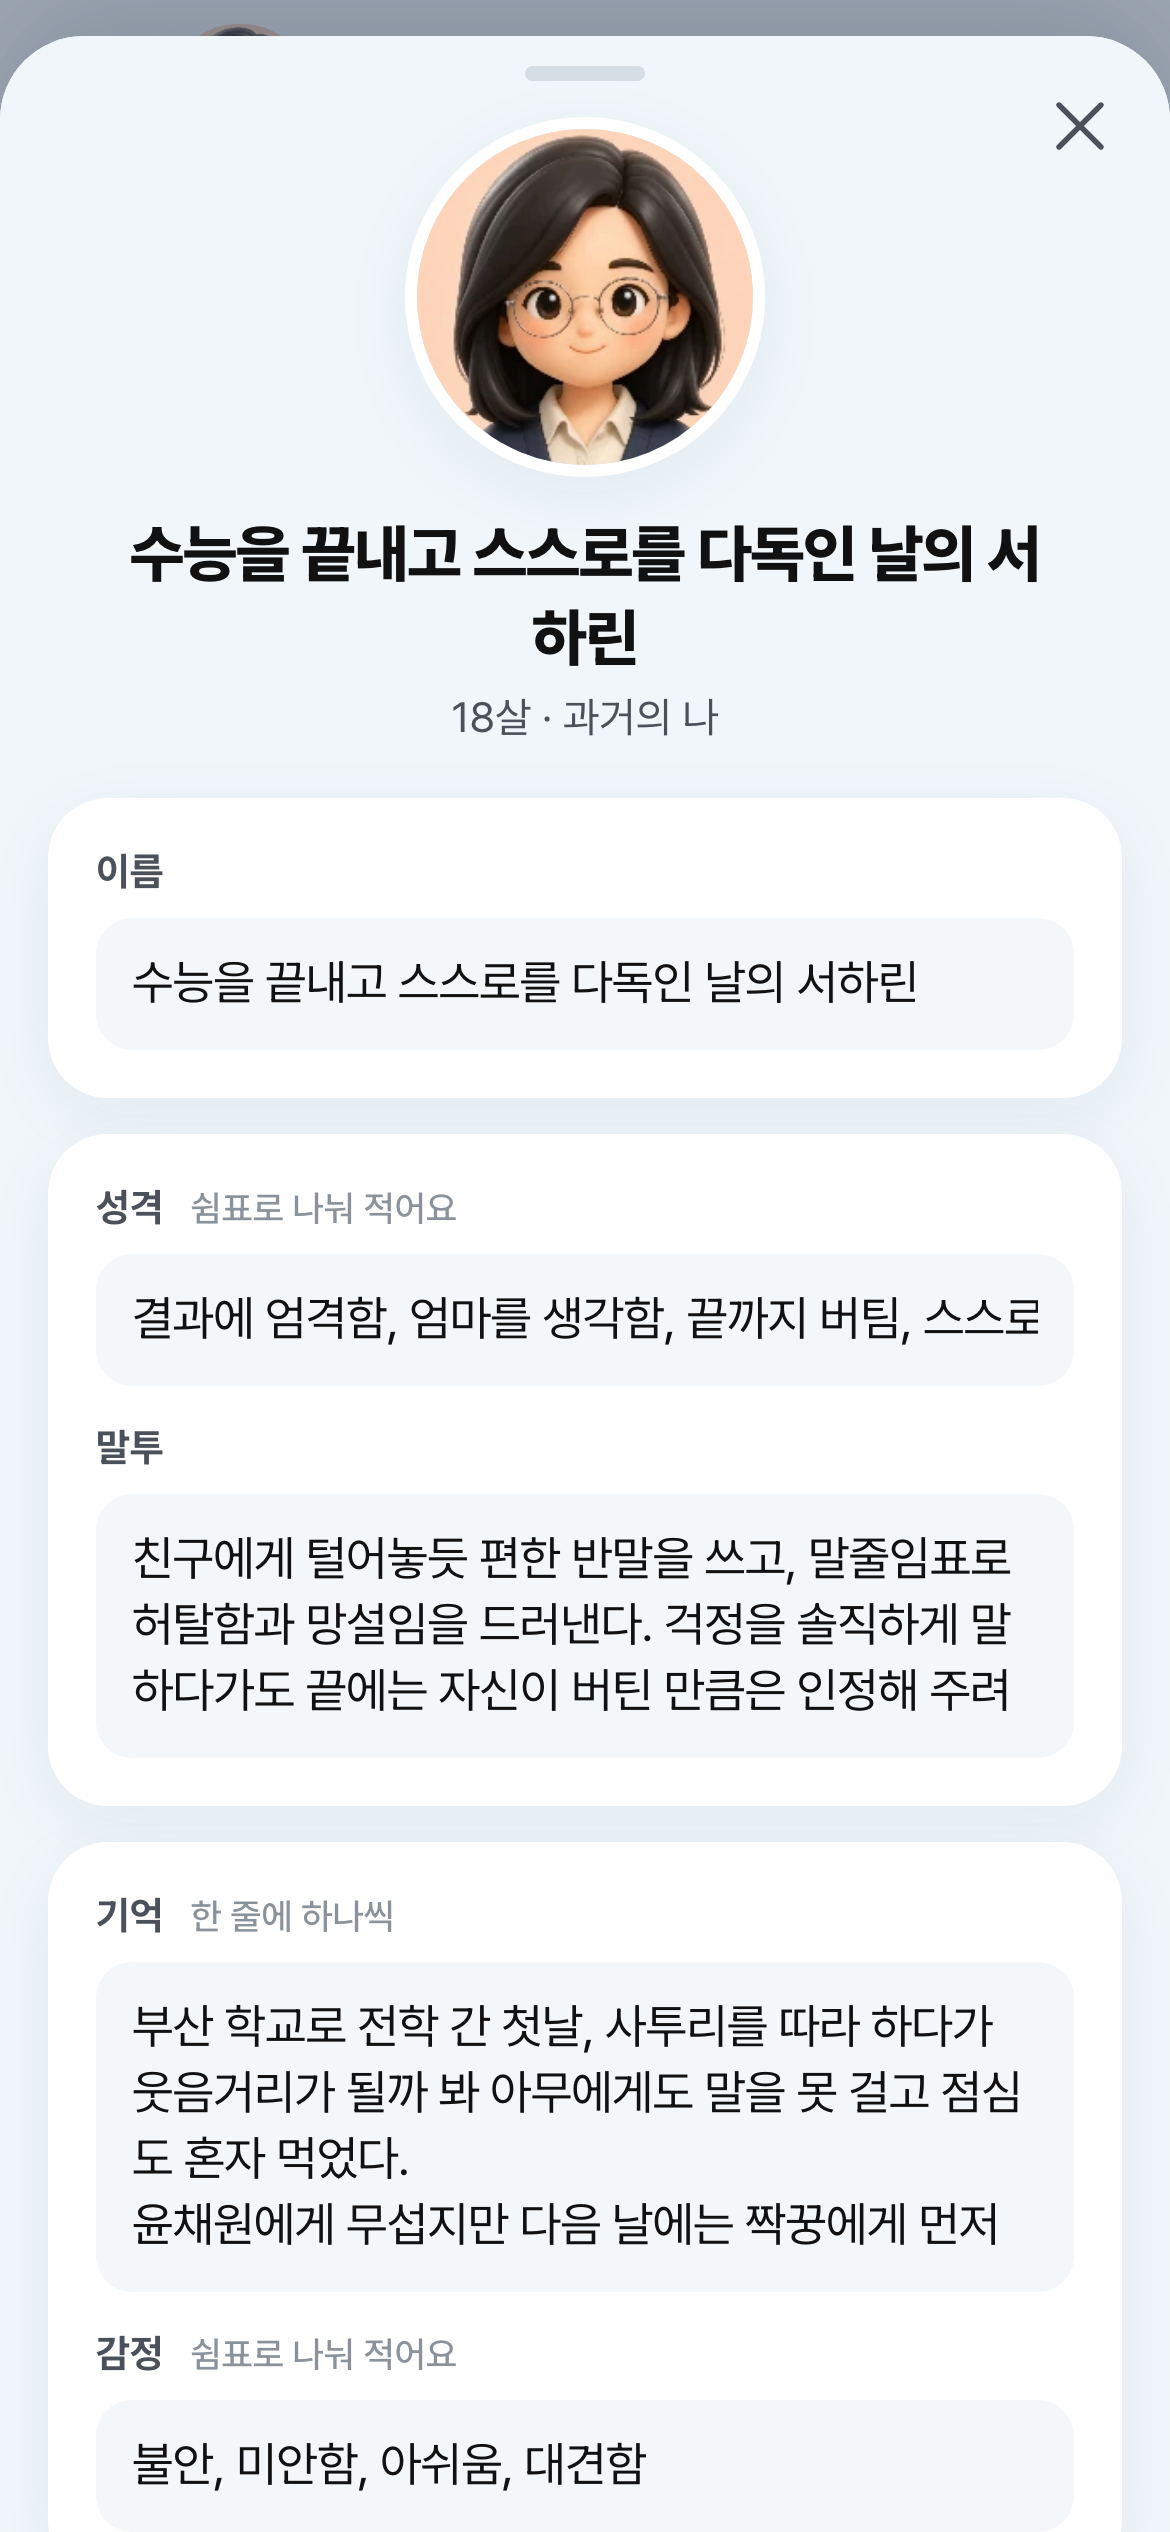 수능을 끝내고 스스로를 다독인 날의 서
하린
18살 · 과거의 나
이름
수능을 끝내고 스스로를 다독인 날의 서하린
성격 쉼표로 나눠 적어요
결과에 엄격함, 엄마를 생각함, 끝까지 버팀, 스스로
말투
친구에게 털어놓듯 편한 반말을 쓰고, 말줄임표로
허탈함과 망설임을 드러낸다. 걱정을 솔직하게 말
하다가도 끝에는 자신이 버틴 만큼은 인정해 주려
기억 한 줄에 하나씩
부산 학교로 전학 간 첫날, 사투리를 따라 하다가
웃음거리가 될까 봐 아무에게도 말을 못 걸고 점심
도 혼자 먹었다.
윤채원에게 무섭지만 다음 날에는 짝꿍에게 먼저
감정 쉼표로 나눠 적어요
불안, 미안함, 아쉬움, 대견함